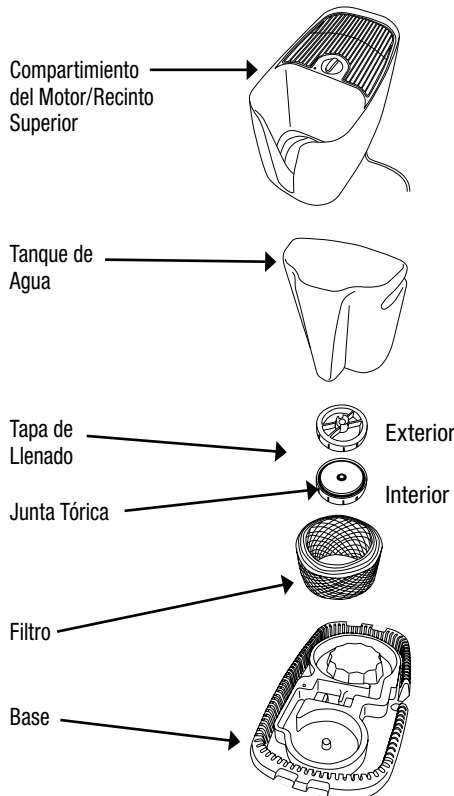 Compartimiento
del Motor/Recinto
Superior
Tanque de
Agua
Tapa de
Llenado
Exterior
Interior
Junta Tórica
Filtro
Base